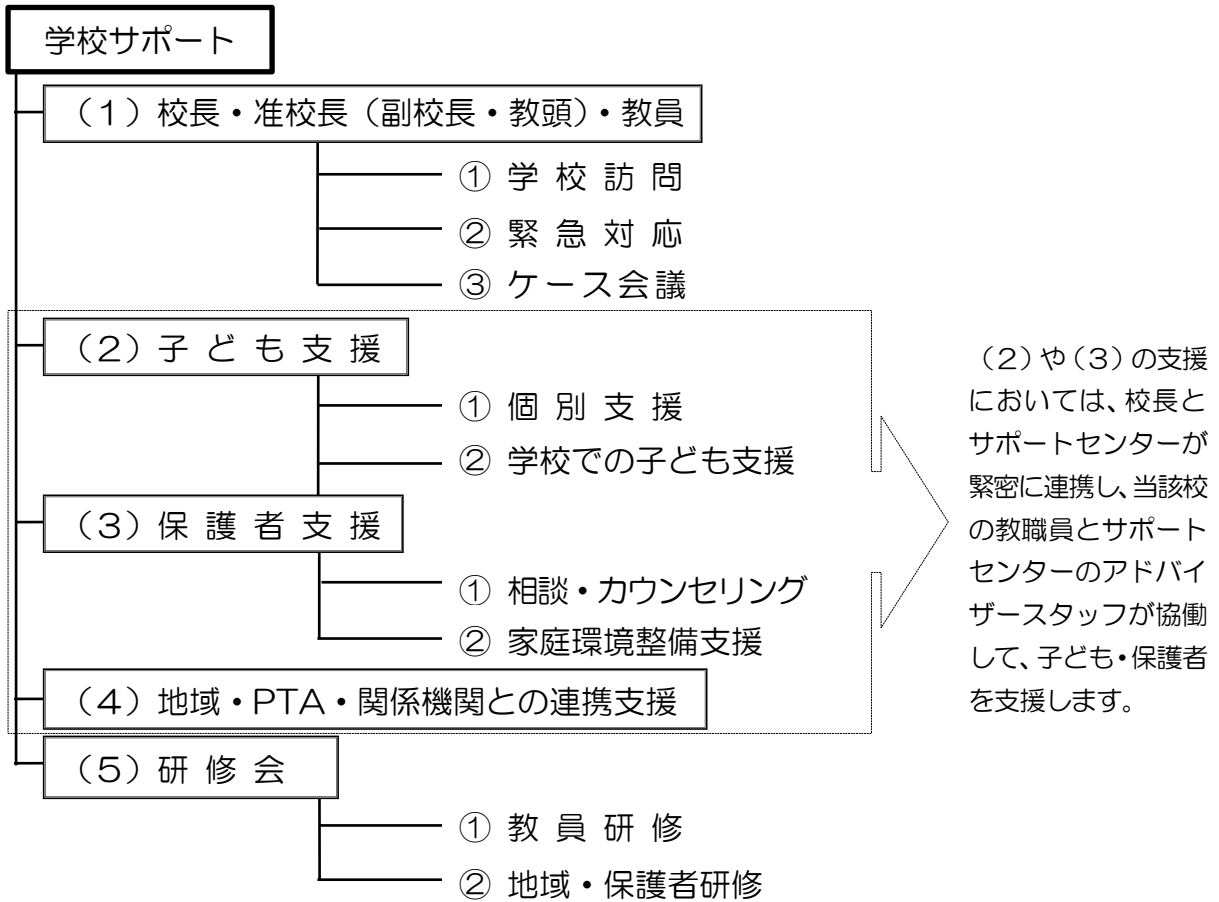 学校サポート
（１）校長・准校長（副校長・教頭）・教員
① 学 校 訪 問
② 緊 急 対 応
③ ケース会議
（２）子 ど も 支 援
① 個 別 支 援
② 学校での子ども支援
（３）保 護 者 支 援
① 相談・カウンセリング
② 家庭環境整備支援
（４）地域・PTA・関係機関との連携支援
（５）研 修 会
① 教 員 研 修
② 地域・保護者研修
（２）や（３）の支援
においては、校長と
サポートセンターが
緊密に連携し、当該校
の教職員とサポート
センターのアドバイ
ザースタッフが協働
して、子ども・保護者
を支援します。